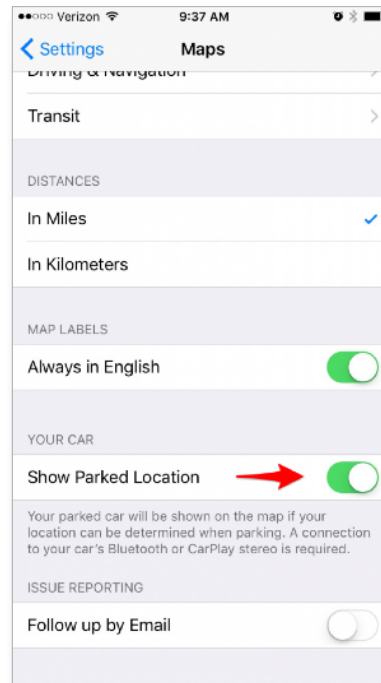 Verizon 9:37 AM
Settings Maps
Driving & Navigation
Transit
DISTANCES
In Miles
In Kilometers
MAP LABELS
Always in English
YOUR CAR
Show Parked Location
Your parked car will be shown on the map if your
location can be determined when parking. A connection
to your car's Bluetooth or CarPlay stereo is required.
ISSUE REPORTING
Follow up by Email